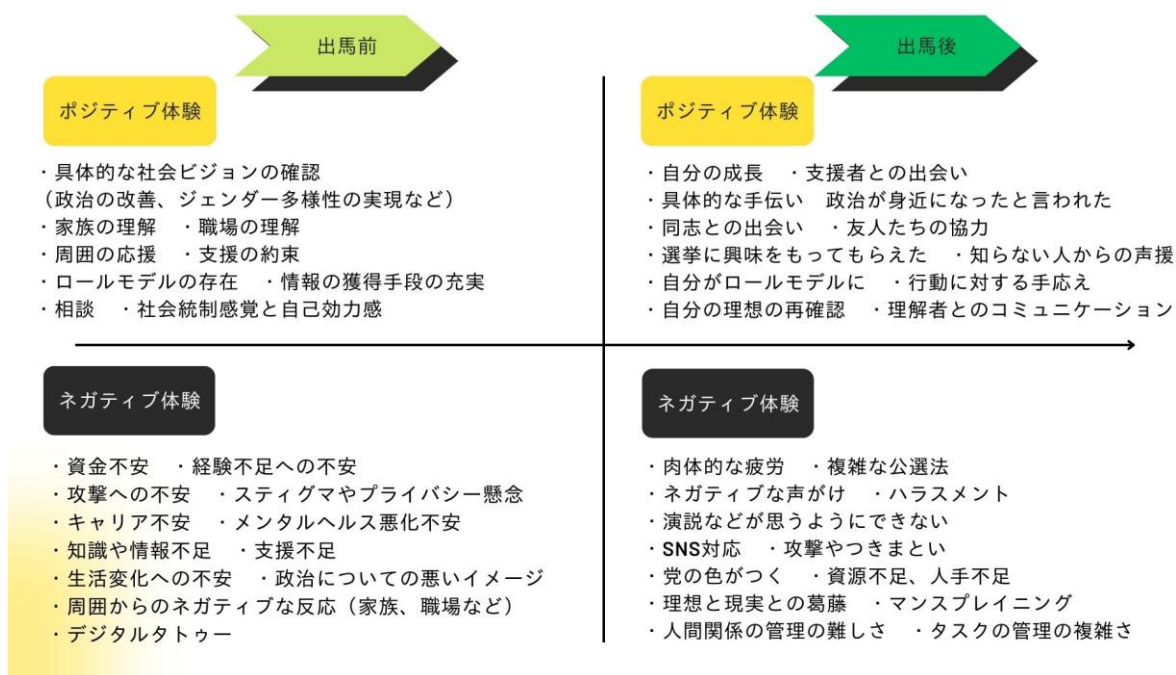 出馬前
ポジティブ体験
・具体的な社会ビジョンの確認
（政治の改善、ジェンダー多様性の実現など）
・家族の理解　・職場の理解
・周囲の応援　・支援の約束
・ロールモデルの存在　・情報の獲得手段の充実
・相談　・社会統制感覚と自己効力感
出馬後
ポジティブ体験
・自分の成長　・支援者との出会い
・具体的な手伝い　政治が身近になったと言われた
・同志との出会い　・友人たちの協力
・選挙に興味をもってもらえた　・知らない人からの声援
・自分がロールモデルに　・行動に対する手応え
・自分の理想の再確認　・理解者とのコミュニケーション
ネガティブ体験
・資金不安　・経験不足への不安
・攻撃への不安　・スティグマやプライバシー懸念
・キャリア不安　・メンタルヘルス悪化不安
・知識や情報不足　・支援不足
・生活変化への不安　・政治についての悪いイメージ
・周囲からのネガティブな反応（家族、職場など）
・デジタルタトゥー
ネガティブ体験
・肉体的な疲労　・複雑な公選法
・ネガティブな声がけ　・ハラスメント
・演説などが思うようにできない
・SNS対応　・攻撃やつきまとい
・党の色がつく　・資源不足、人手不足
・理想と現実との葛藤　・マンスプレイニング
・人間関係の管理の難しさ　・タスクの管理の複雑さ